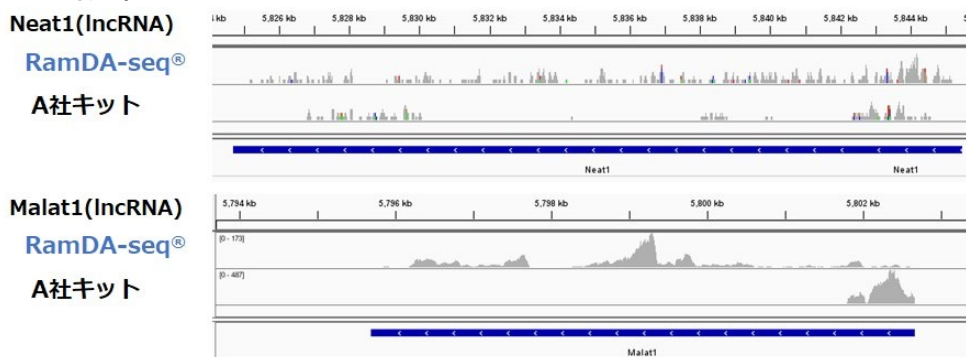 Neat1(lncRNA)
kb 5,826 kb 5,828 kb 5,830 kb 5,832 kb 5,834 kb 5,836 kb 5,838 kb 5,840 kb 5,842 kb 5,844 kb
RamDA-seq®
A社キット
Neat1 Neat1
Malat1(lncRNA)
5,794 kb 5,796 kb 5,798 kb 5,800 kb 5,802 kb
RamDA-seq®
[0 - 173]
A社キット
[0 - 487]
Malat1